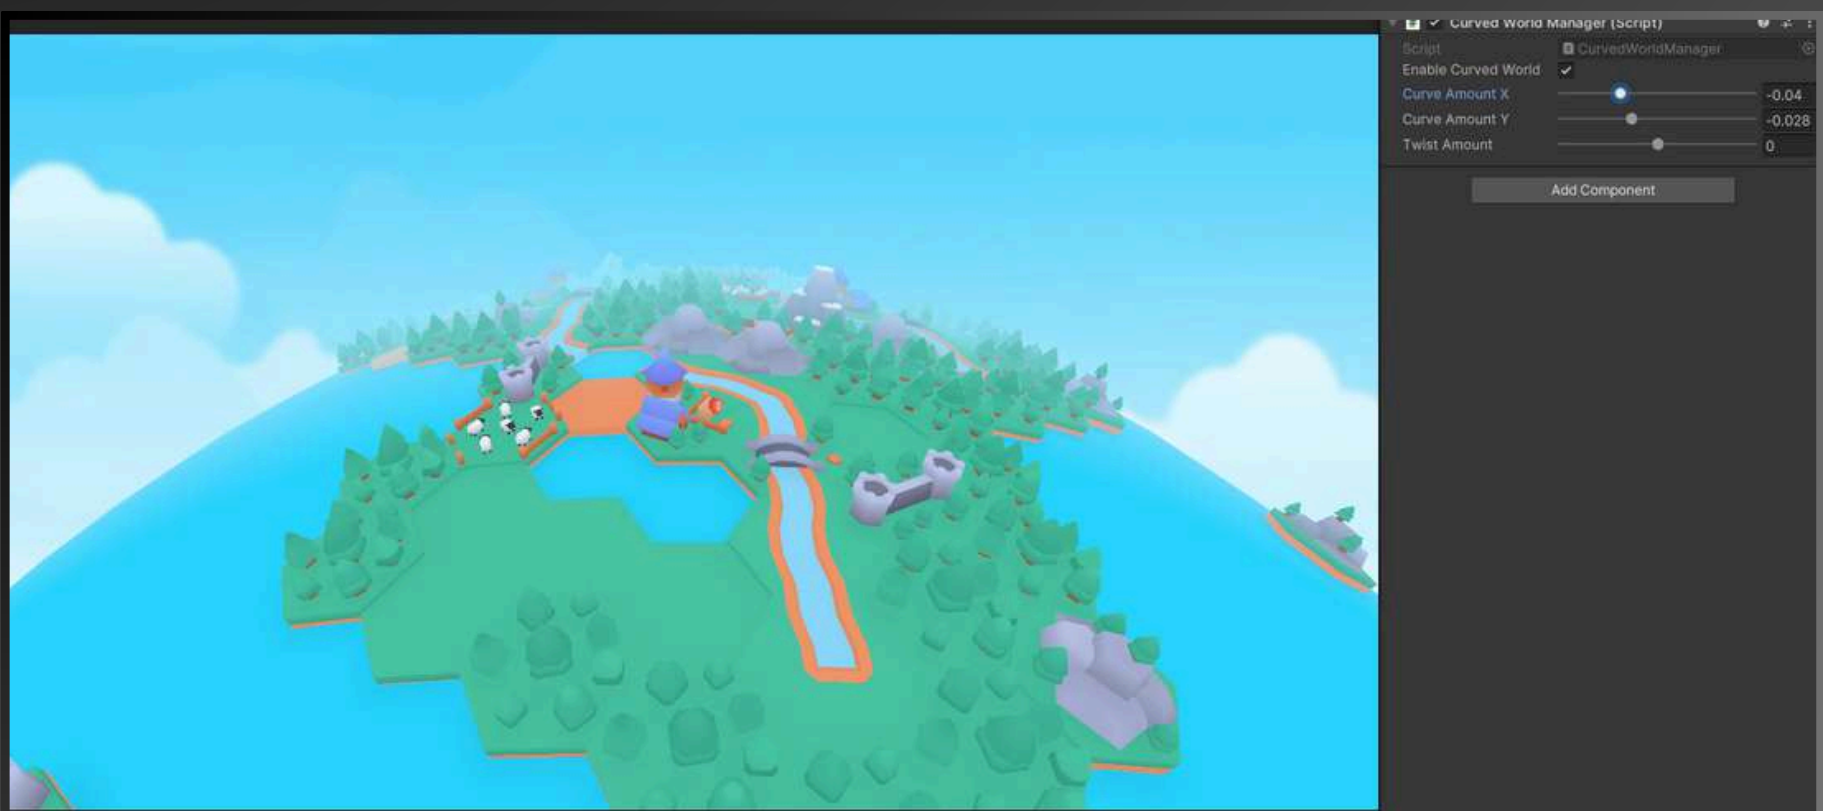 Curved World Manager (Script)
Script CurvedWorldManager
Enable Curved World
Curve Amount X -0.04
Curve Amount Y -0.028
Twist Amount 0
Add Component